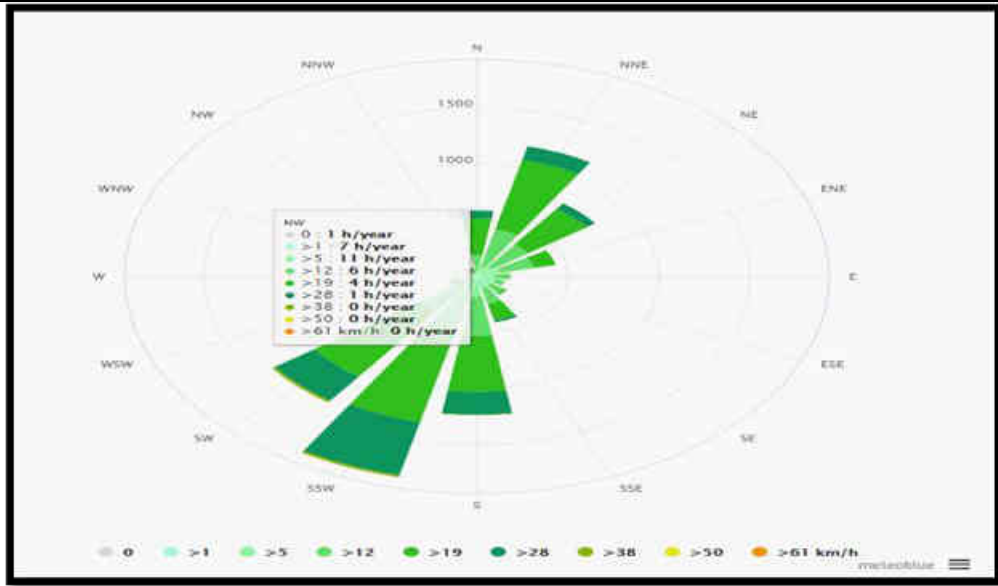 N
NNW
NNE
1500
NW
NE
1000
WNW
ENE
NW
0 : 1 h/year
>1 : 7 h/year
>5 : 11 h/year
>12 : 6 h/year
>19 : 4 h/year
>28 : 1 h/year
>38 : 0 h/year
>50 : 0 h/year
>61 km/h: 0 h/year
W
E
WSW
ESE
SW
SE
SSW
SSE
S
0 >1 >5 >12 >19 >28 >38 >50 >61 km/h
meteoblue